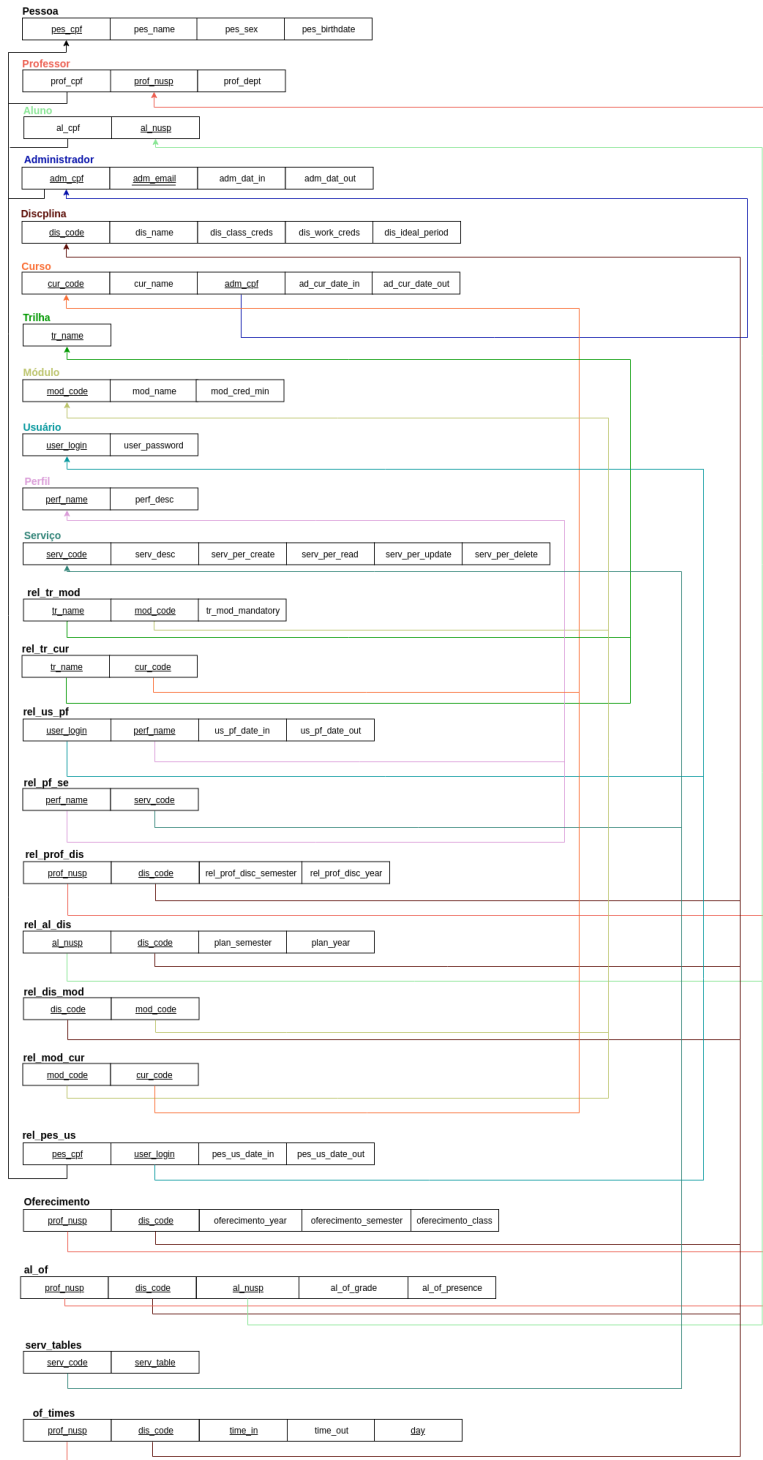 Pessoa
pes_cpf pes_name pes_sex pes_birthdate
Professor
prof_cpf prof_nusp prof_dept
Aluno
al_cpf al_nusp
Administrador
adm_cpf adm_email adm_dat_in adm_dat_out
Discplina
dis_code dis_name dis_class_creds dis_work_creds dis_ideal_period
Curso
cur_code cur_name adm_cpf ad_cur_date_in ad_cur_date_out
Trilha
tr_name
Módulo
mod_code mod_name mod_cred_min
Usuário
user_login user_password
Perfil
perf_name perf_desc
Serviço
serv_code serv_desc serv_per_create serv_per_read serv_per_update serv_per_delete
rel_tr_mod
tr_name mod_code tr_mod_mandatory
rel_tr_cur
tr_name cur_code
rel_us_pf
user_login perf_name us_pf_date_in us_pf_date_out
rel_pf_se
perf_name serv_code
rel_prof_dis
prof_nusp dis_code rel_prof_disc_semester rel_prof_disc_year
rel_al_dis
al_nusp dis_code plan_semester plan_year
rel_dis_mod
dis_code mod_code
rel_mod_cur
mod_code cur_code
rel_pes_us
pes_cpf user_login pes_us_date_in pes_us_date_out
Oferecimento
prof_nusp dis_code oferecimento_year oferecimento_semester oferecimento_class
al_of
prof_nusp dis_code al_nusp al_of_grade al_of_presence
serv_tables
serv_code serv_table
of_times
prof_nusp dis_code time_in time_out day